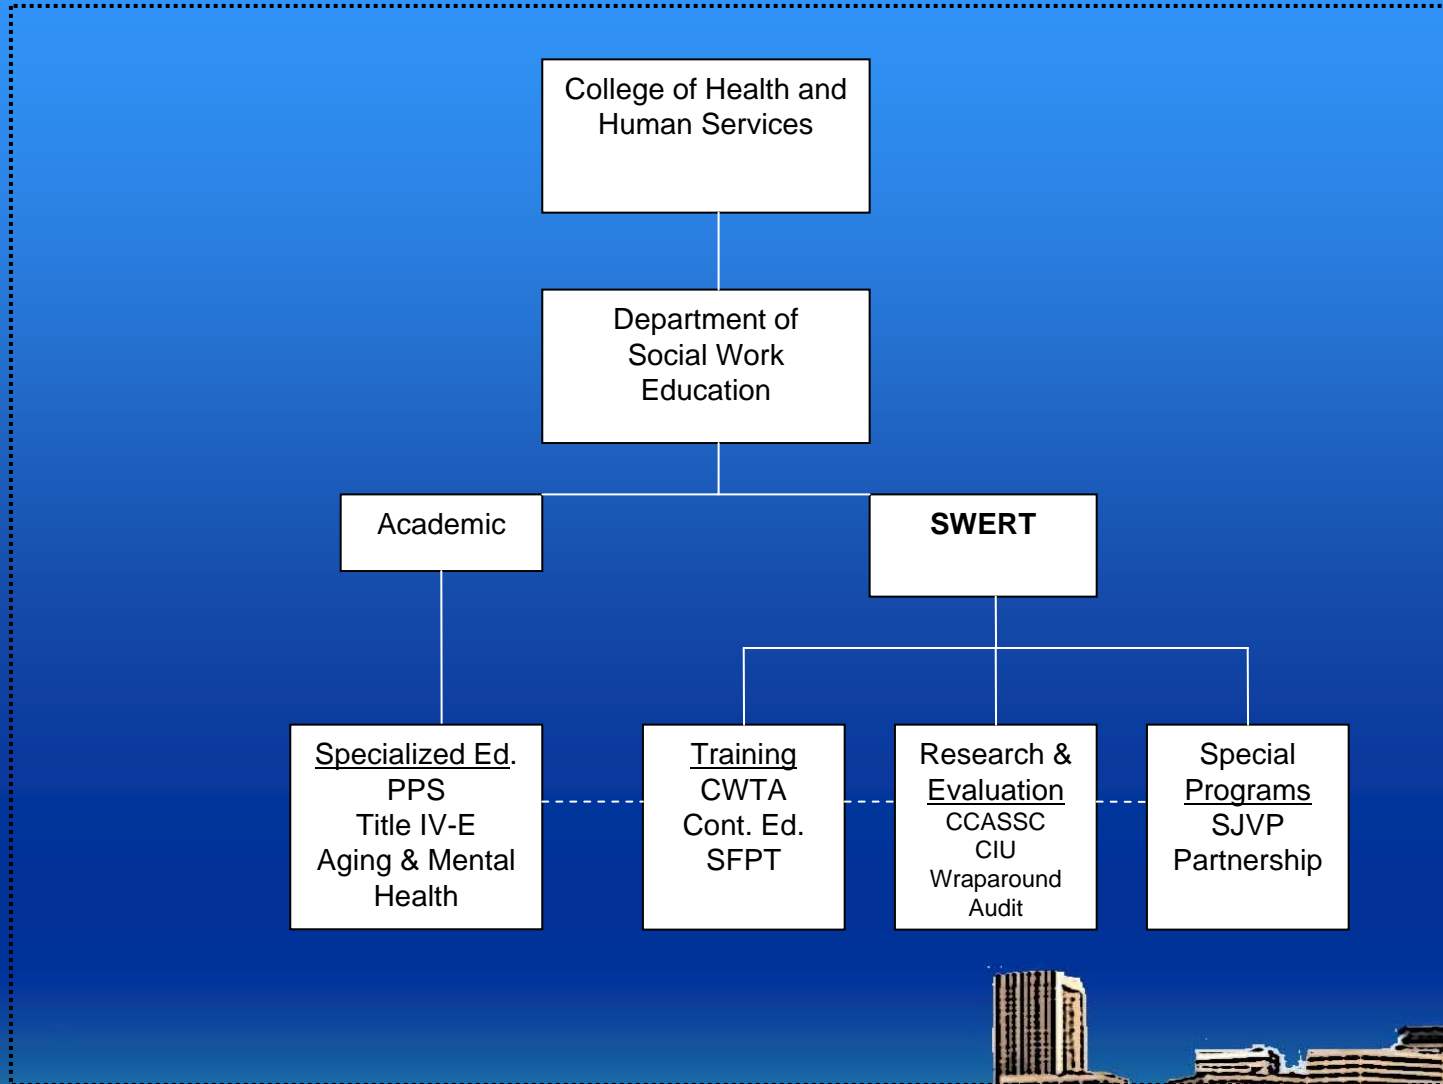 College of Health and
Human Services
Department of
Social Work
Education
Academic
SWERT
Specialized Ed.
PPS
Title IV-E
Aging & Mental
Health
Training
CWTA
Cont. Ed.
SFPT
Research &
Evaluation
CCASSC
CIU
Wraparound
Audit
Special
Programs
SJVP
Partnership